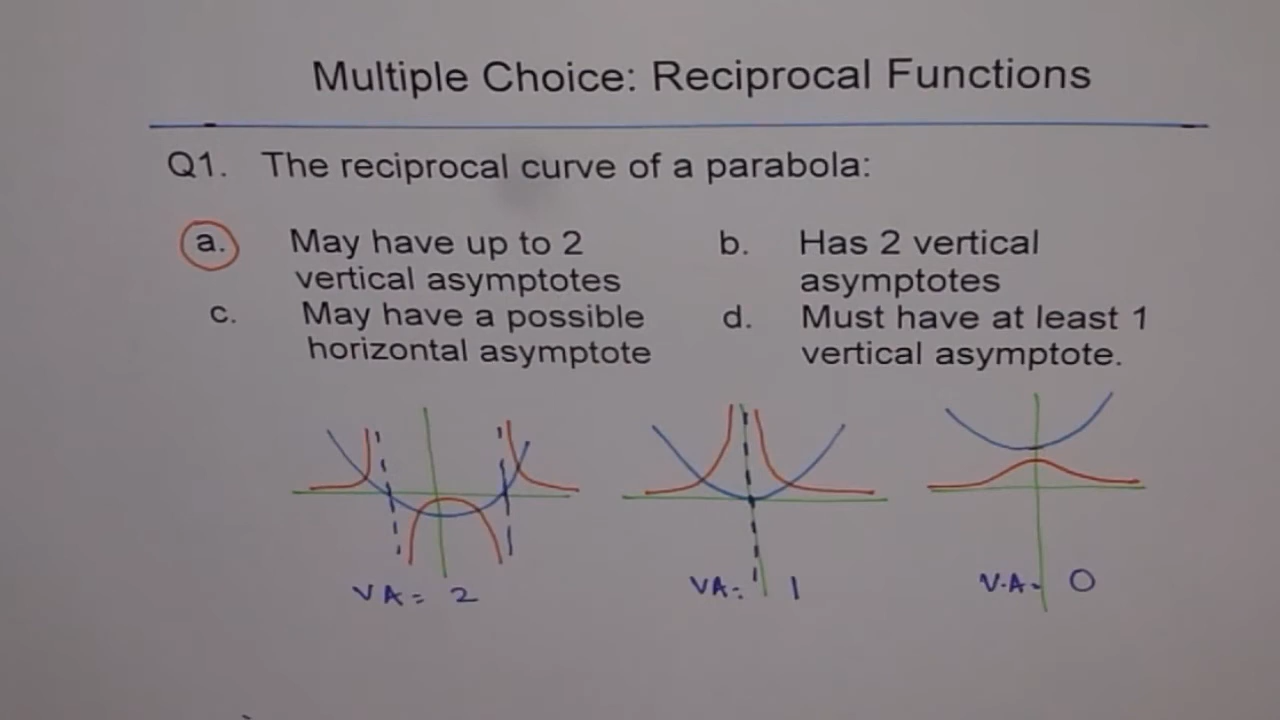 Multiple Choice: Reciprocal Functions
Q1. The reciprocal curve of a parabola:
a. May have up to 2
vertical asymptotes
b. Has 2 vertical
asymptotes
c. May have a possible
horizontal asymptote
d. Must have at least 1
vertical asymptote.
VA = 2
VA = 1
V.A = 0